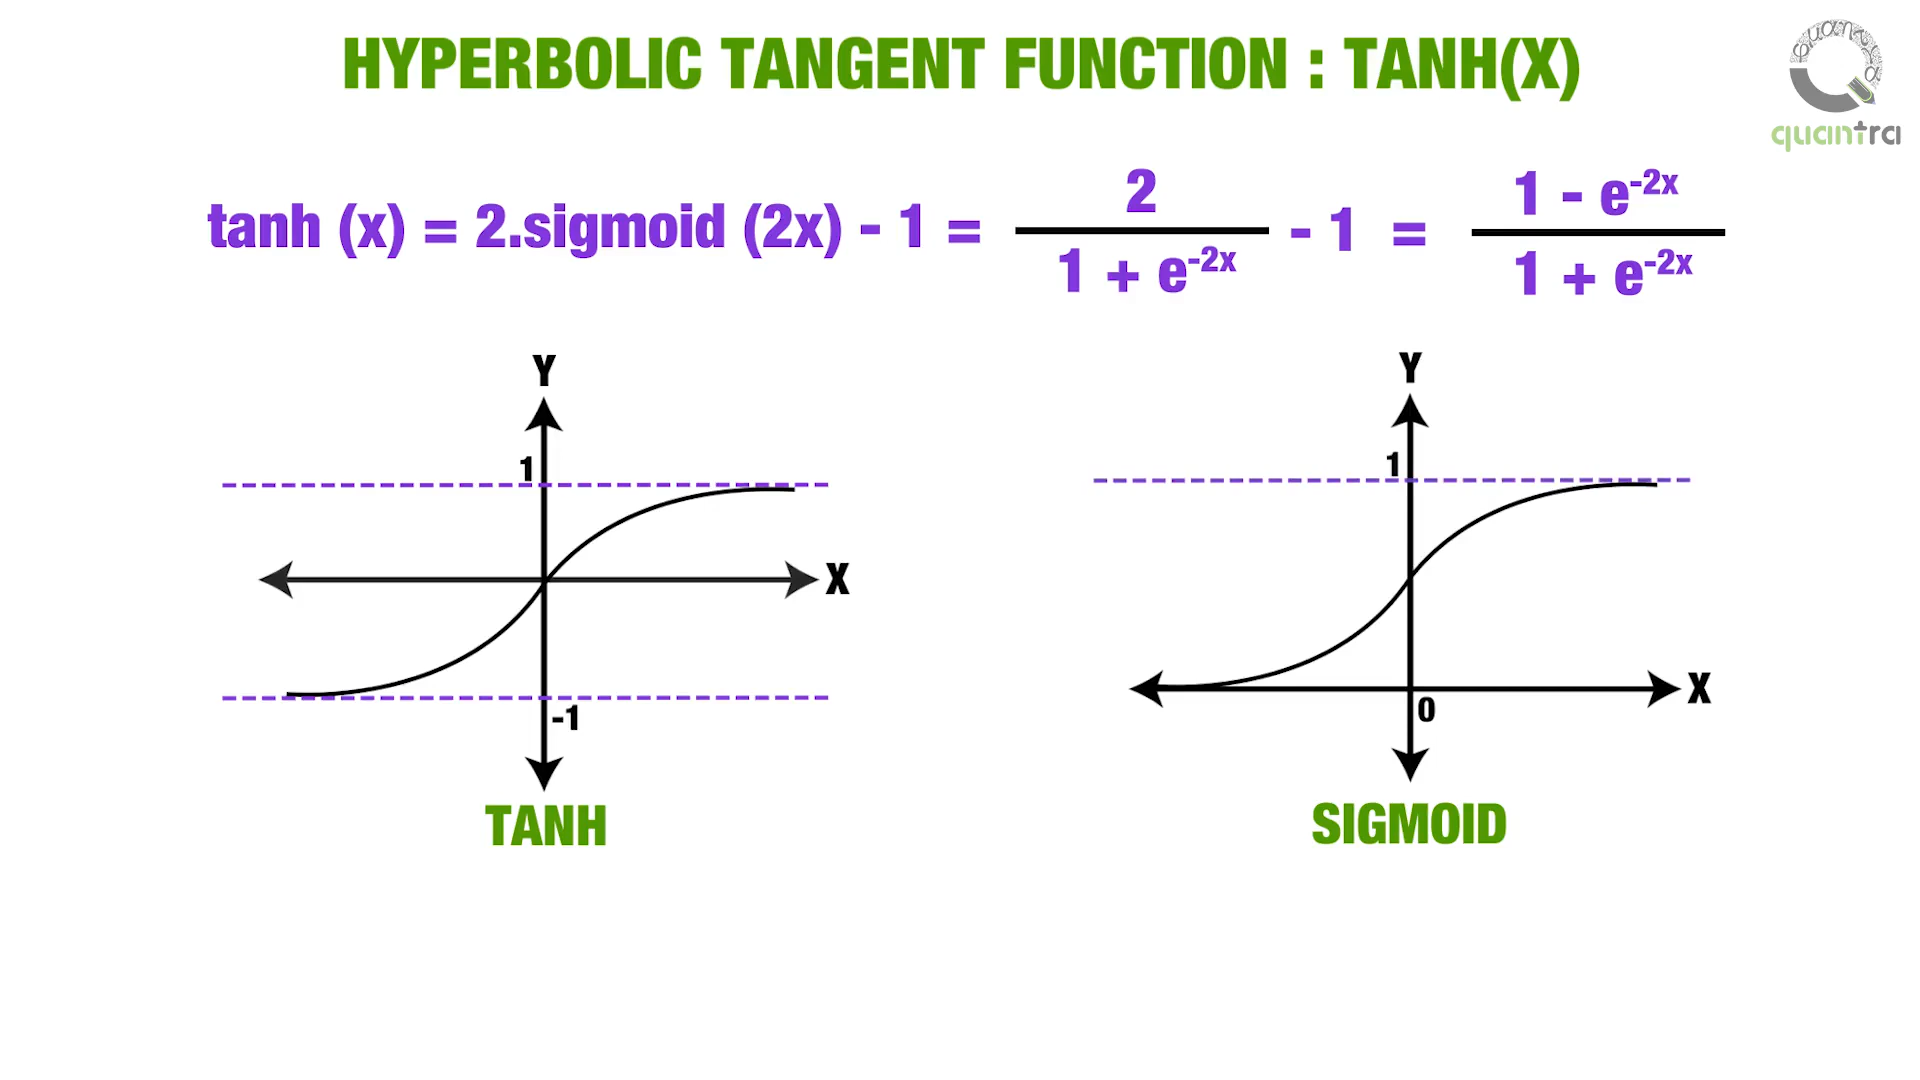 HYPERBOLIC TANGENT FUNCTION : TANH(X)
quantra
tanh (x) = 2.sigmoid (2x) - 1 = 2 / 1 + e^-2x - 1 = 1 - e^-2x / 1 + e^-2x
Y
1
X
-1
TANH
Y
1
X
0
SIGMOID